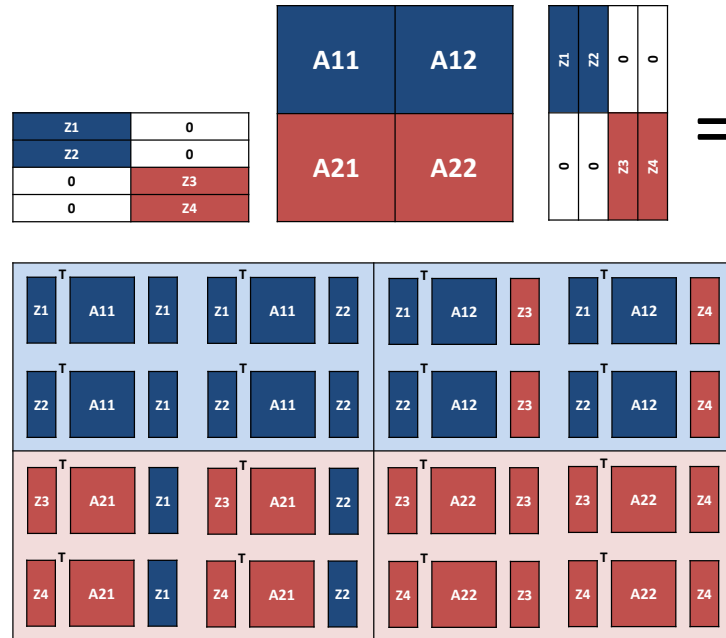 Z1 0
Z2 0
0 Z3
0 Z4
A11 A12
A21 A22
Z1 Z2 0 0
0 0 Z3 Z4
=
T T T T
Z1 A11 Z1 Z1 A11 Z2 Z1 A12 Z3 Z1 A12 Z4
T T T T
Z2 A11 Z1 Z2 A11 Z2 Z2 A12 Z3 Z2 A12 Z4
T T T T
Z3 A21 Z1 Z3 A21 Z2 Z3 A22 Z3 Z3 A22 Z4
T T T T
Z4 A21 Z1 Z4 A21 Z2 Z4 A22 Z3 Z4 A22 Z4